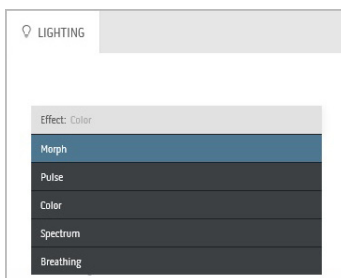 LIGHTING
Effect: Color
Morph
Pulse
Color
Spectrum
Breathing